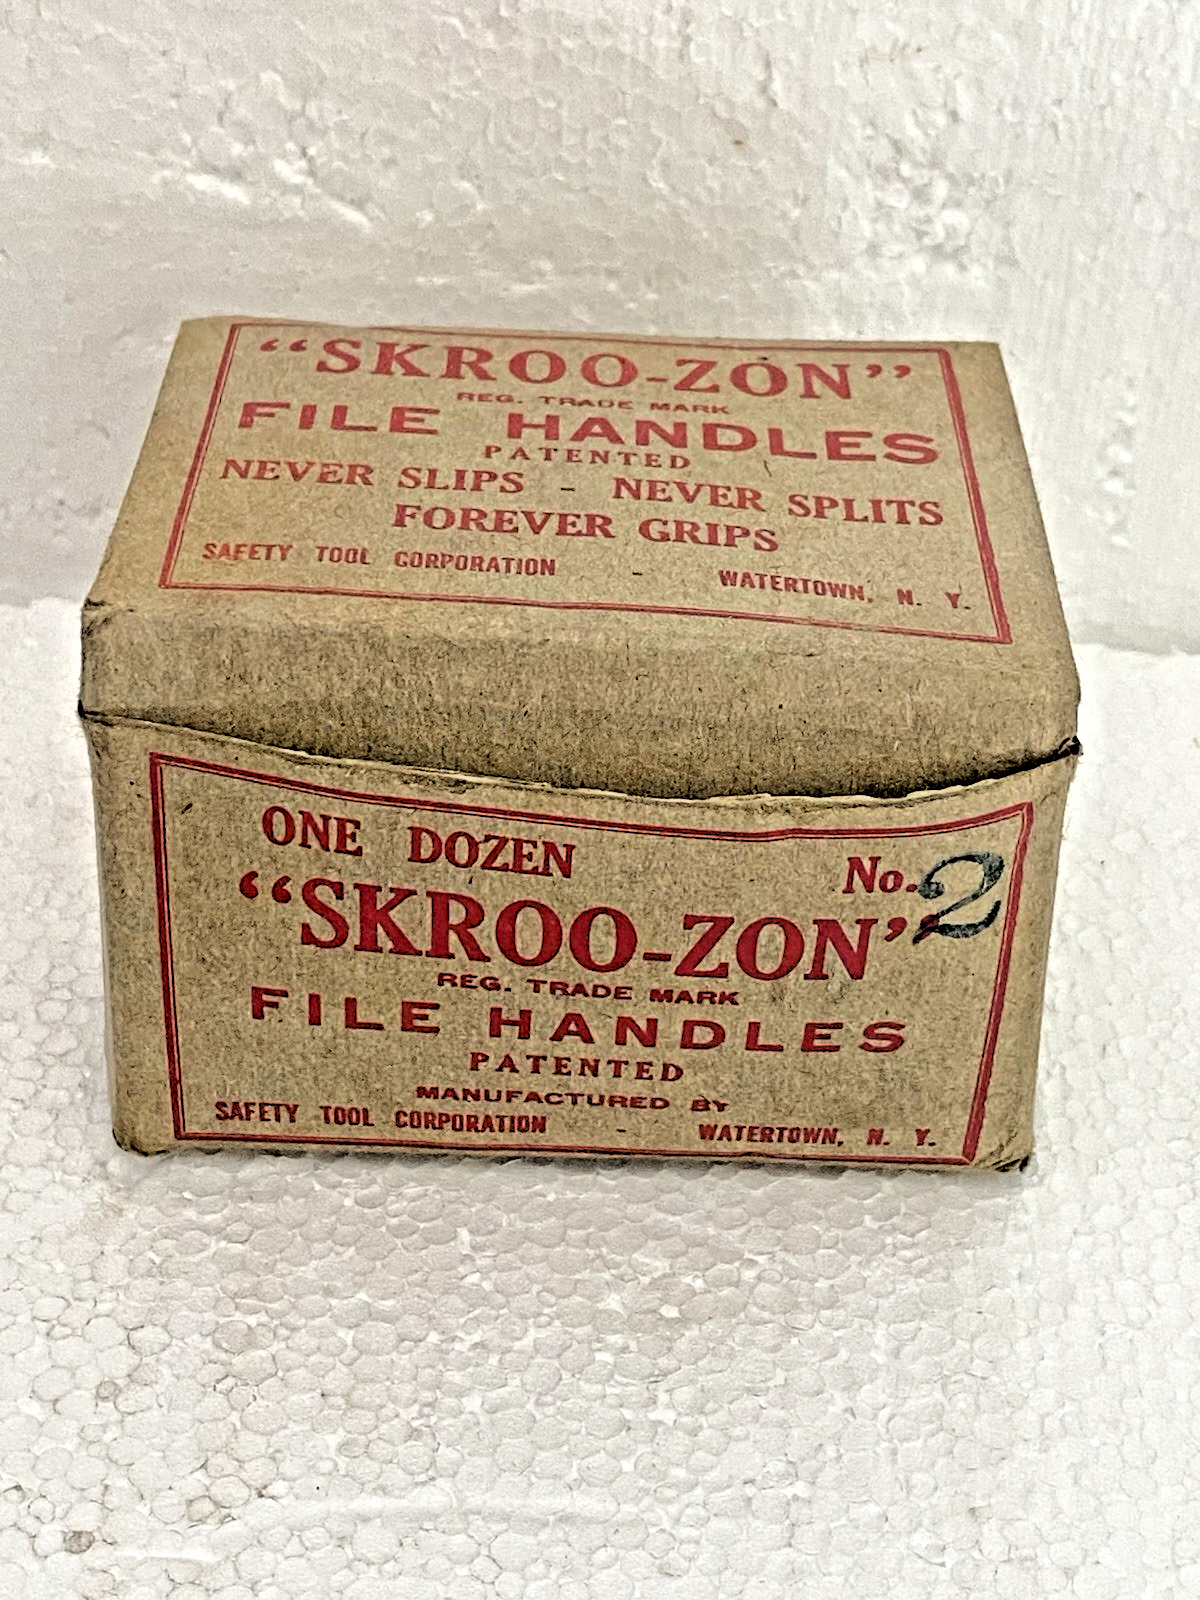 “SKROO-ZON”
REG. TRADE MARK
FILE HANDLES
PATENTED
NEVER SLIPS - NEVER SPLITS
FOREVER GRIPS
SAFETY TOOL CORPORATION - WATERTOWN, N. Y.
ONE DOZEN No. 2
“SKROO-ZON”
REG. TRADE MARK
FILE HANDLES
PATENTED
MANUFACTURED BY
SAFETY TOOL CORPORATION - WATERTOWN, N. Y.